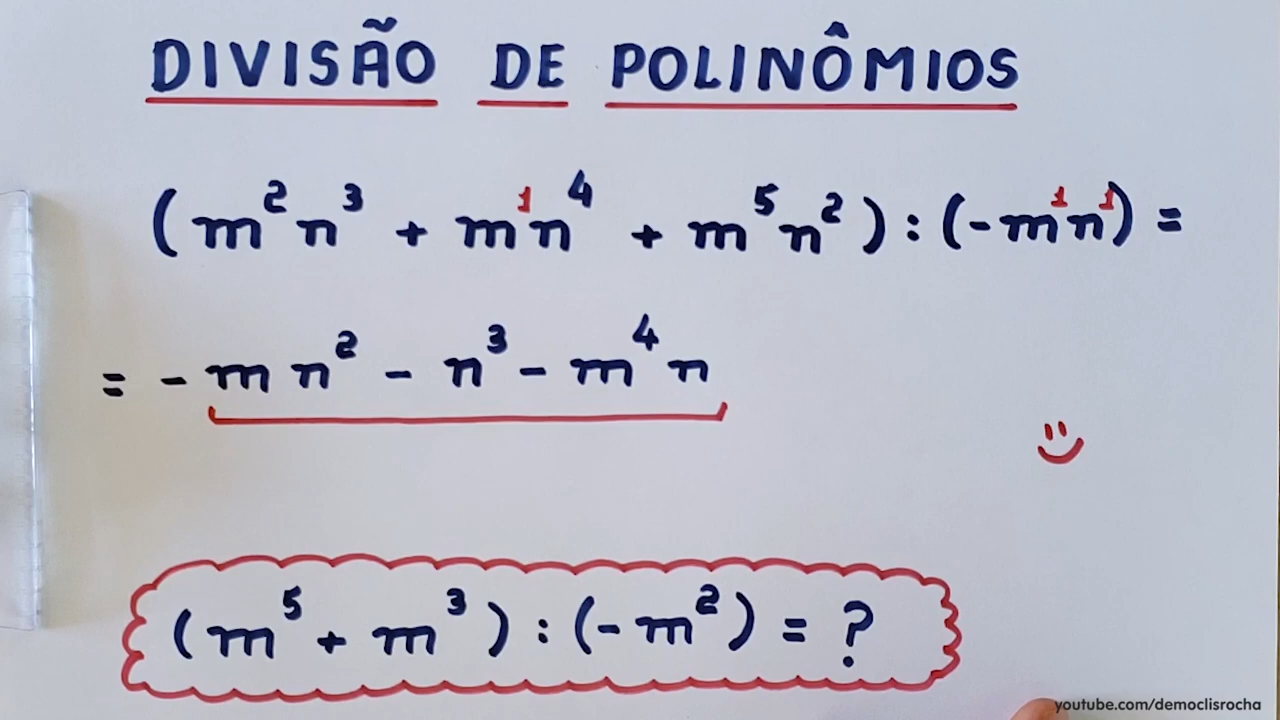 DIVISÃO DE POLINÔMIOS
(m²n³ + m¹n⁴ + m⁵n²) : (-m¹n¹) =
= - mn² - n³ - m⁴n
(m⁵ + m³) : (-m²) = ?
youtube.com/democlisrocha